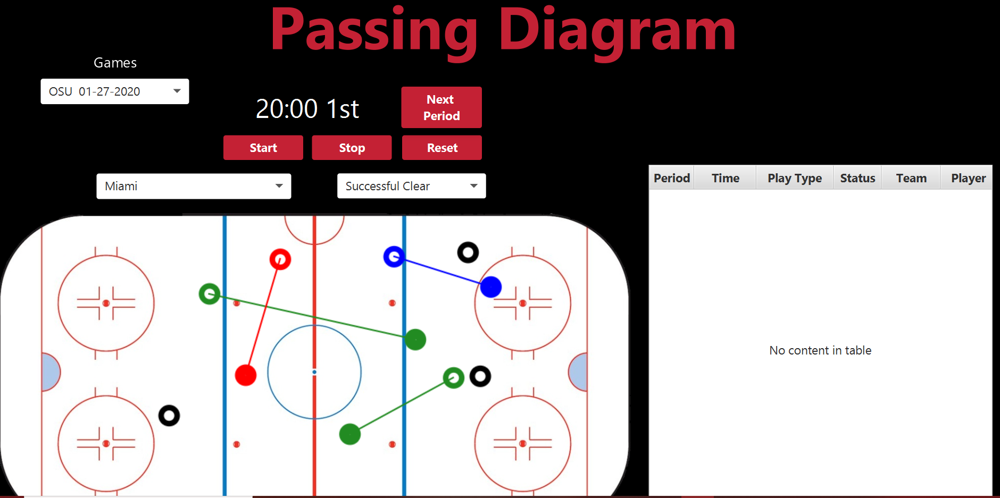 Passing Diagram
Games
OSU  01-27-2020
20:00 1st
Next
Period
Start
Stop
Reset
Miami
Successful Clear
Period
Time
Play Type
Status
Team
Player
No content in table